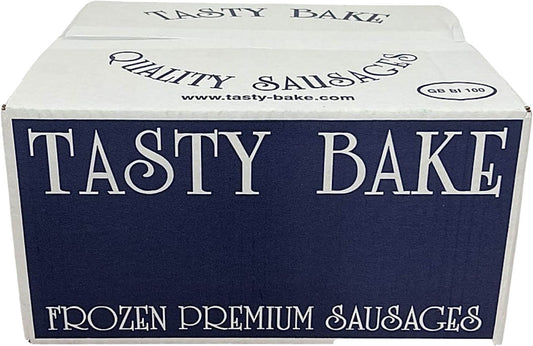 TASTY BAKE
QUALITY SAUSAGES
www.tasty-bake.com
GB BI 100
TASTY BAKE
FROZEN PREMIUM SAUSAGES